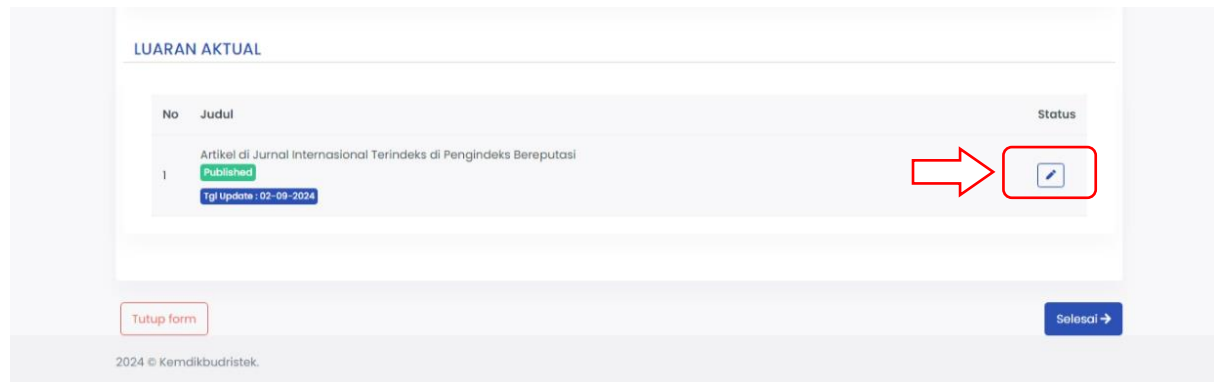 LUARAN AKTUAL
No Judul Status
Artikel di Jurnal Internasional Terindeks di Pengindeks Bereputasi
1 Published
Tgl Update : 02-09-2024
Tutup form Selesai →
2024 © Kemdikbudristek.